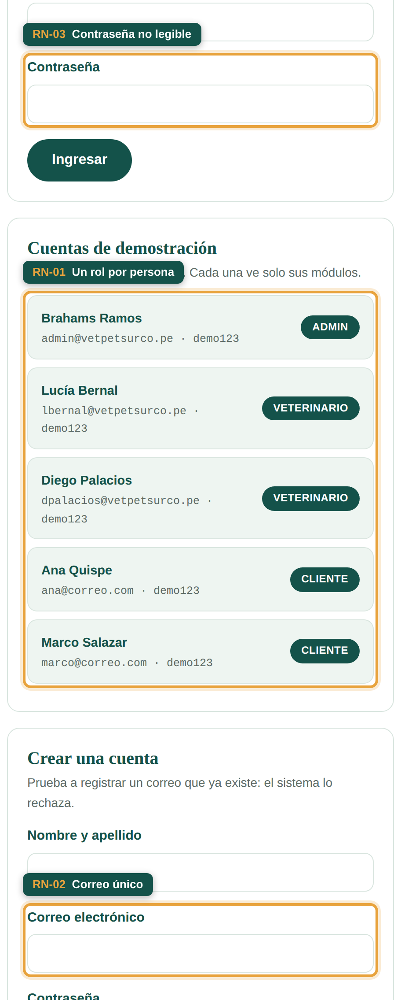 RN-03 Contraseña no legible
Contraseña
Ingresar
Cuentas de demostración
RN-01 Un rol por persona . Cada una ve solo sus módulos.
Brahams Ramos
admin@vetpetsurco.pe · demo123
ADMIN
Lucía Bernal
lbernal@vetpetsurco.pe ·
demo123
VETERINARIO
Diego Palacios
dpalacios@vetpetsurco.pe ·
demo123
VETERINARIO
Ana Quispe
ana@correo.com · demo123
CLIENTE
Marco Salazar
marco@correo.com · demo123
CLIENTE
Crear una cuenta
Prueba a registrar un correo que ya existe: el sistema lo
rechaza.
Nombre y apellido
RN-02 Correo único
Correo electrónico
Contraseña